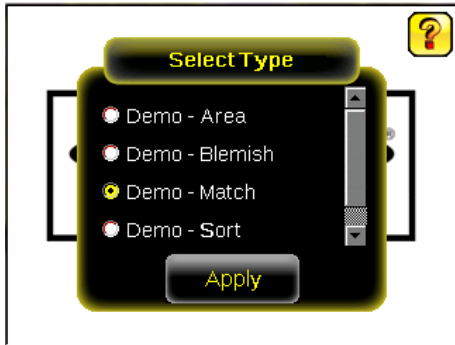 ?
Select Type
Demo - Area
Demo - Blemish
Demo - Match
Demo - Sort
Apply